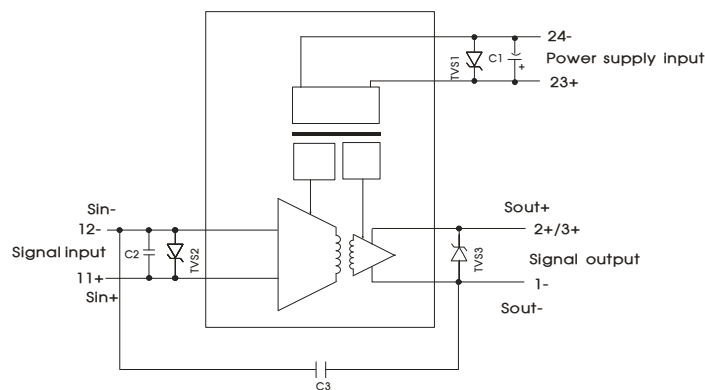 24-
TVS1
C1
+
Power supply input
23+
Sin-
12-
Signal input
C2
TVS2
11+
Sin+
Sout+
2+/3+
TVS3
Signal output
1-
Sout-
C3